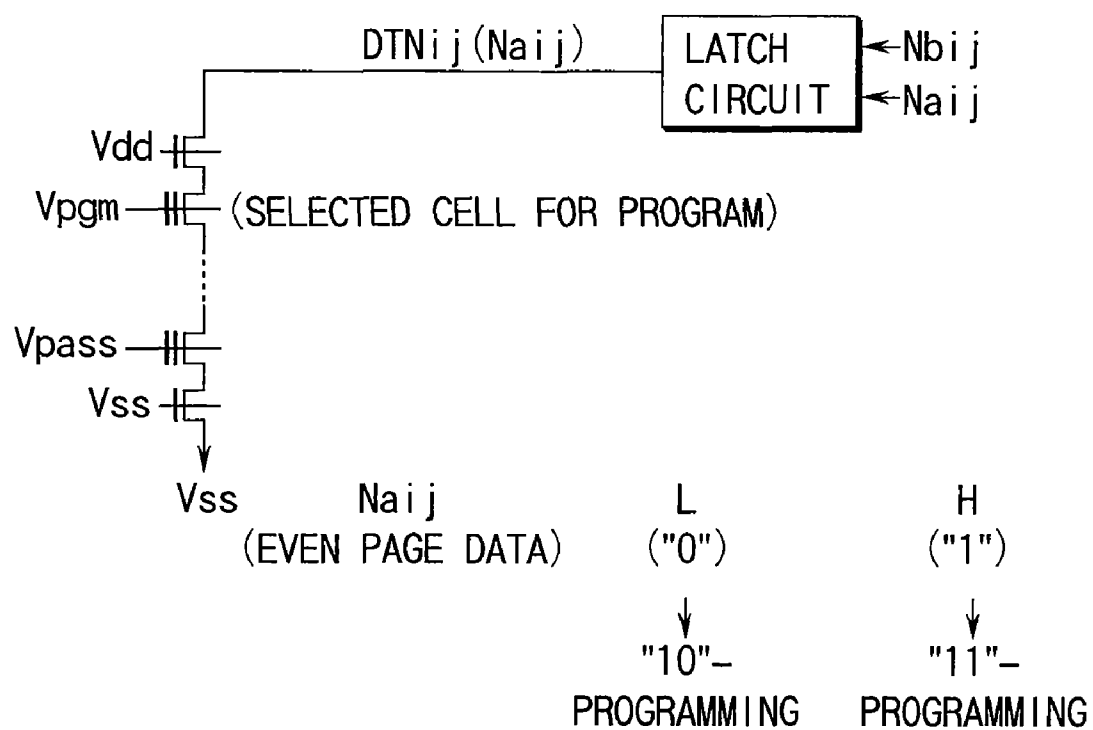 DTNij(Naij)
LATCH
CIRCUIT
Nbij
Naij
Vdd
Vpgm
(SELECTED CELL FOR PROGRAM)
Vpass
Vss
Vss
Naij
(EVEN PAGE DATA)
L
("0")
H
("1")
"10"-
PROGRAMMING
"11"-
PROGRAMMING